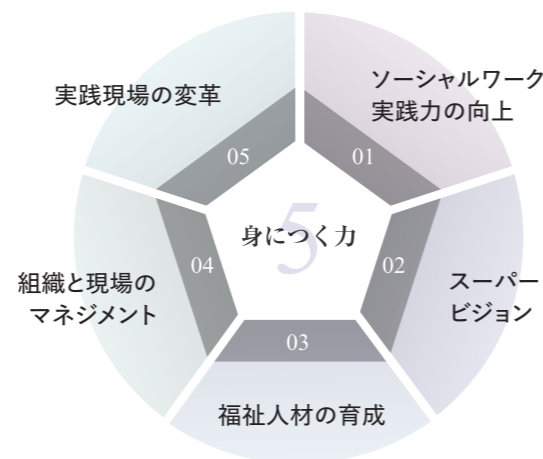 ソーシャルワーク
実践力の向上
01
スーパー
ビジョン
02
福祉人材の育成
03
組織と現場の
マネジメント
04
実践現場の変革
05
5
身につく力